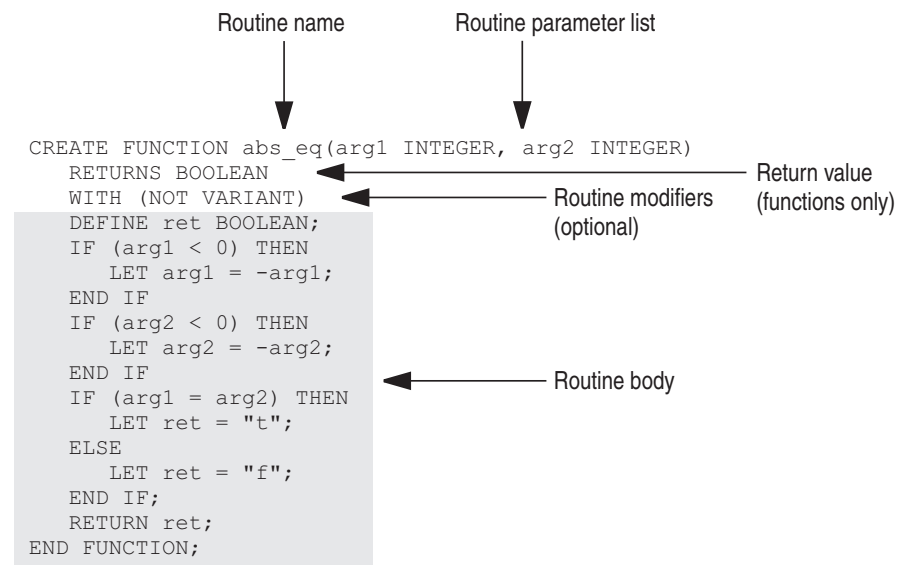 Routine name
Routine parameter list
CREATE FUNCTION abs_eq(arg1 INTEGER, arg2 INTEGER)
RETURNS BOOLEAN
Return value
(functions only)
WITH (NOT VARIANT)
Routine modifiers
(optional)
DEFINE ret BOOLEAN;
IF (arg1 < 0) THEN
LET arg1 = -arg1;
END IF
IF (arg2 < 0) THEN
LET arg2 = -arg2;
END IF
Routine body
IF (arg1 = arg2) THEN
LET ret = "t";
ELSE
LET ret = "f";
END IF;
RETURN ret;
END FUNCTION;